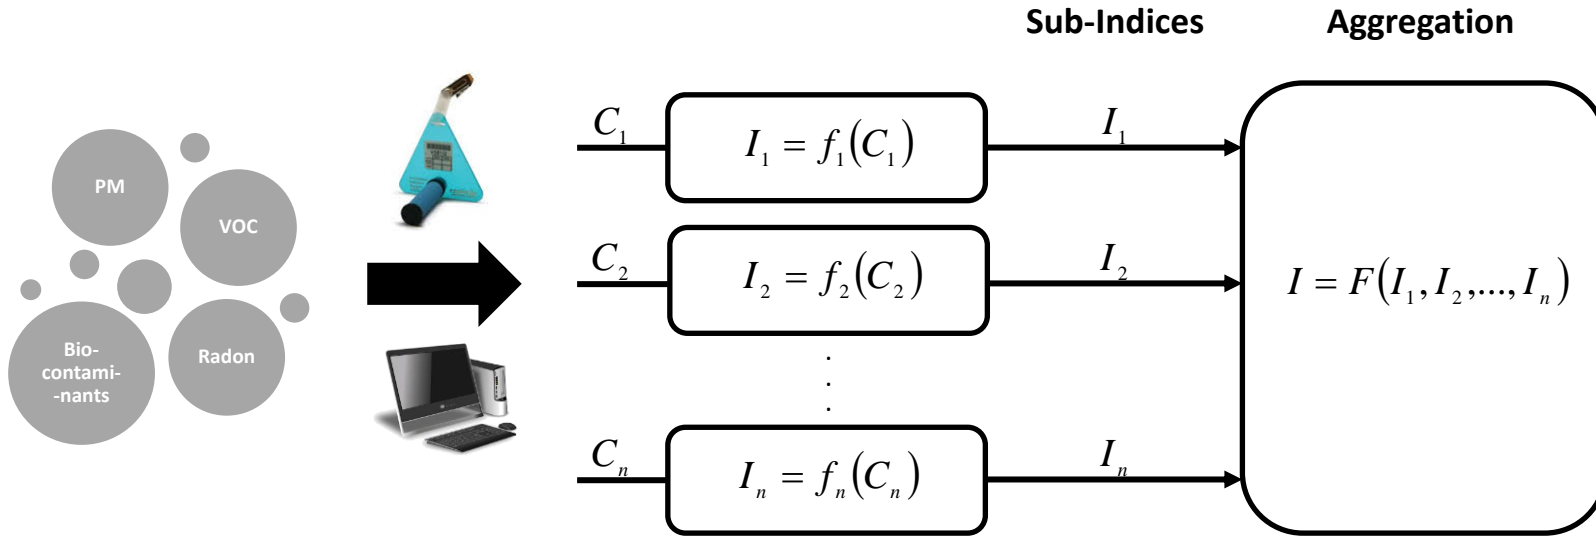 Sub-Indices
Aggregation
PM
VOC
Bio-
contami-
-nants
Radon
C₁
I₁ = f₁(C₁)
I₁
C₂
I₂ = f₂(C₂)
I₂
.
.
.
Cₙ
Iₙ = fₙ(Cₙ)
Iₙ
I = F(I₁, I₂,..., Iₙ)